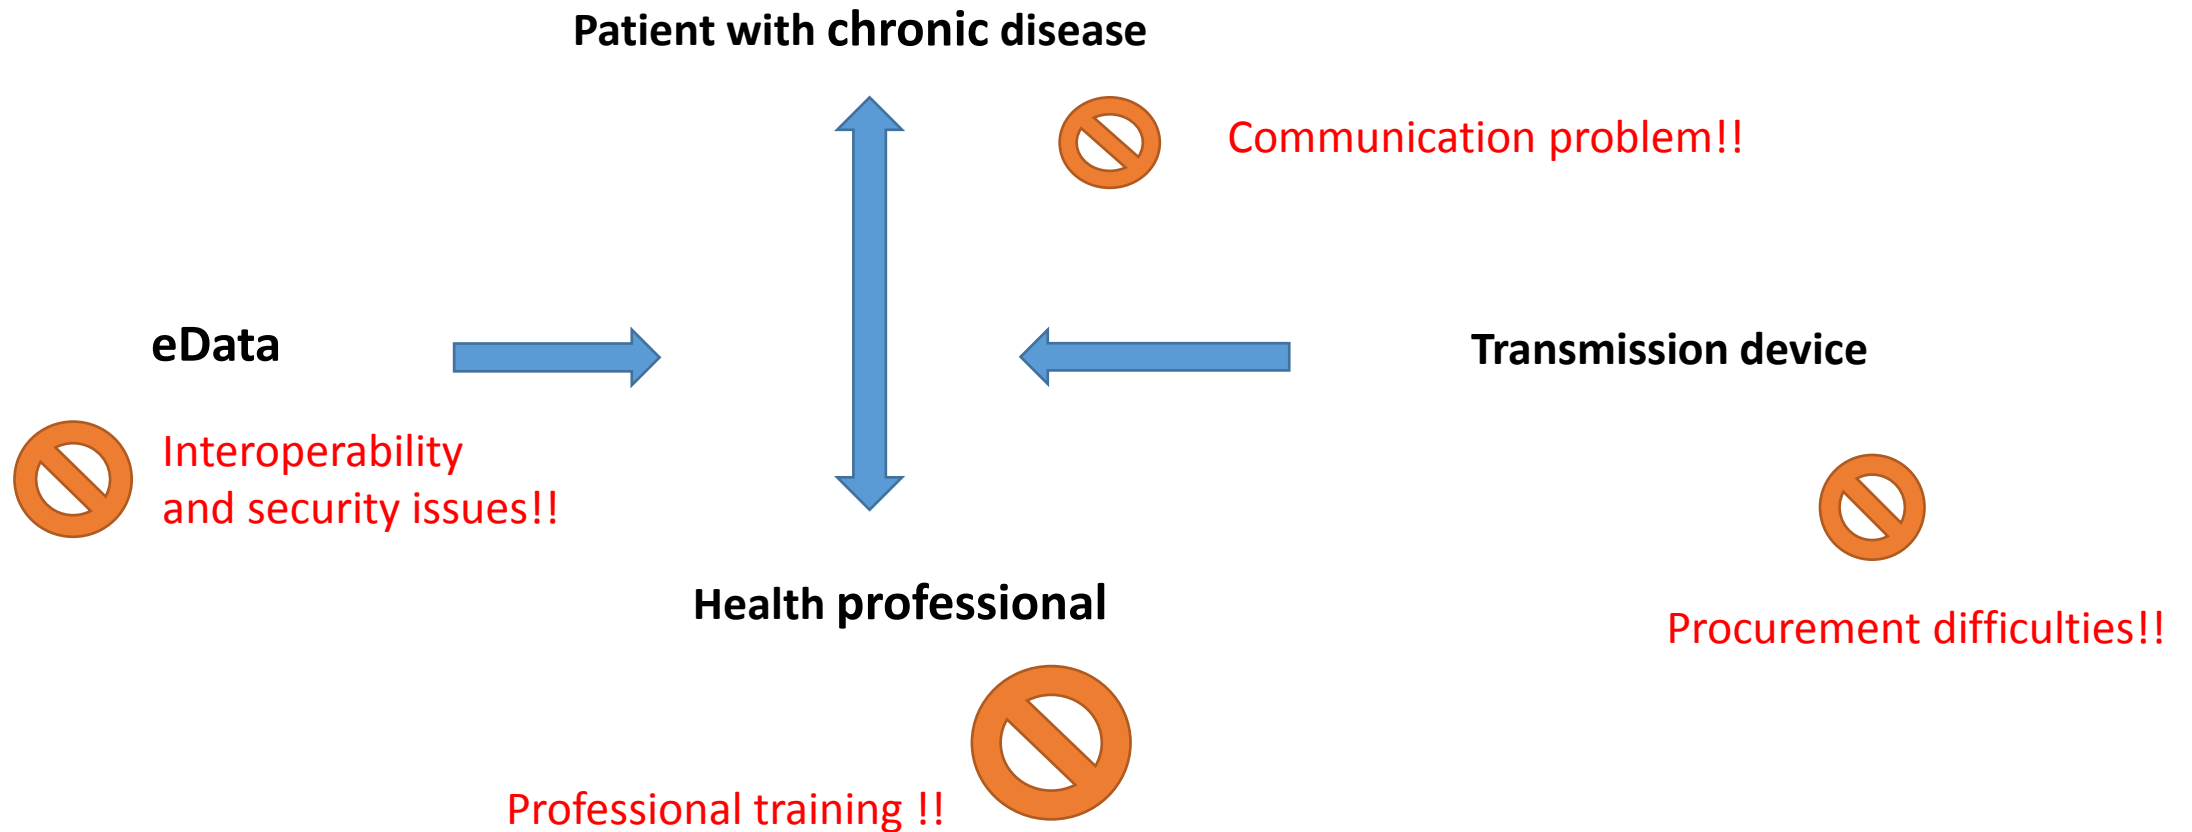 Patient with chronic disease
Communication problem!!
eData
Transmission device
Interoperability
and security issues!!
Health professional
Procurement difficulties!!
Professional training !!